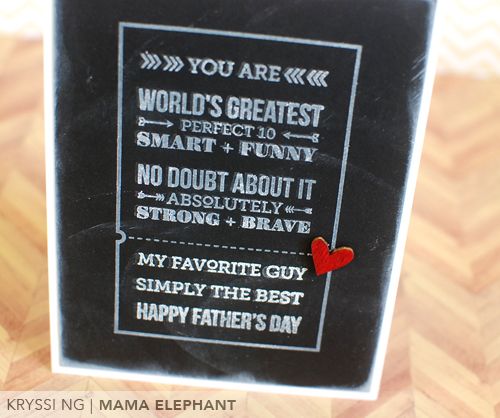 YOU ARE
WORLD'S GREATEST
PERFECT 10
SMART + FUNNY
NO DOUBT ABOUT IT
ABSOLUTELY
STRONG + BRAVE
MY FAVORITE GUY
SIMPLY THE BEST
HAPPY FATHER'S DAY
KRYSSI NG | MAMA ELEPHANT